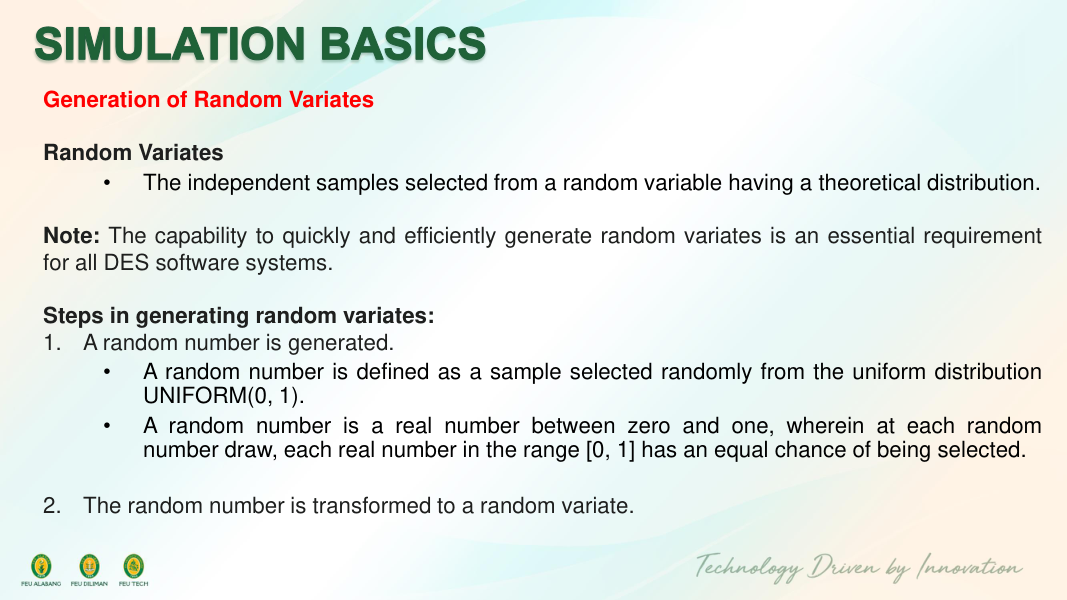 SIMULATION BASICS
Generation of Random Variates
Random Variates
• The independent samples selected from a random variable having a theoretical distribution.
Note: The capability to quickly and efficiently generate random variates is an essential requirement
for all DES software systems.
Steps in generating random variates:
1. A random number is generated.
• A random number is defined as a sample selected randomly from the uniform distribution
UNIFORM(0, 1).
• A random number is a real number between zero and one, wherein at each random
number draw, each real number in the range [0, 1] has an equal chance of being selected.
2. The random number is transformed to a random variate.
FEU ALABANG FEU DILIMAN FEU TECH
Technology Driven by Innovation